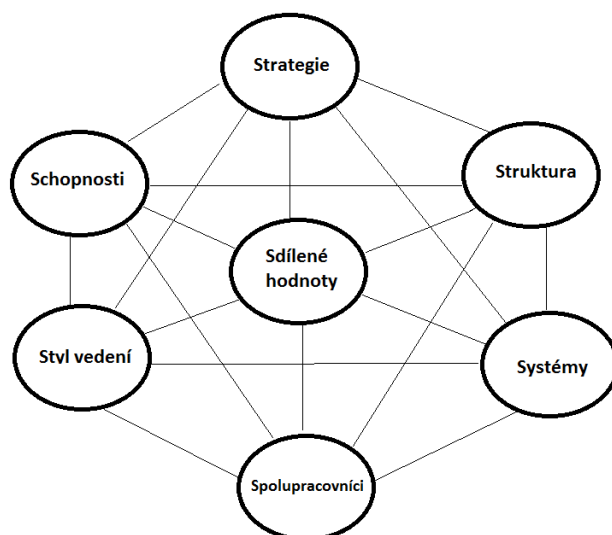 Strategie
Schopnosti
Struktura
Sdílené
hodnoty
Styl vedení
Systémy
Spolupracovníci